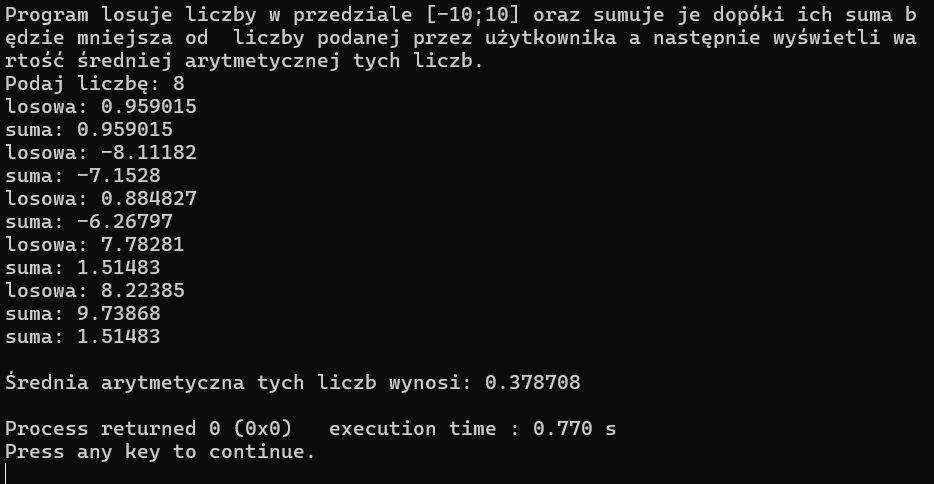 Program losuje liczby w przedziale [-10;10] oraz sumuje je dopóki ich suma b
ędzie mniejsza od  liczby podanej przez użytkownika a następnie wyświetli wa
rtość średniej arytmetycznej tych liczb.
Podaj liczbę: 8
losowa: 0.959015
suma: 0.959015
losowa: -8.11182
suma: -7.1528
losowa: 0.884827
suma: -6.26797
losowa: 7.78281
suma: 1.51483
losowa: 8.22385
suma: 9.73868
suma: 1.51483
Średnia arytmetyczna tych liczb wynosi: 0.378708
Process returned 0 (0x0)   execution time : 0.770 s
Press any key to continue.